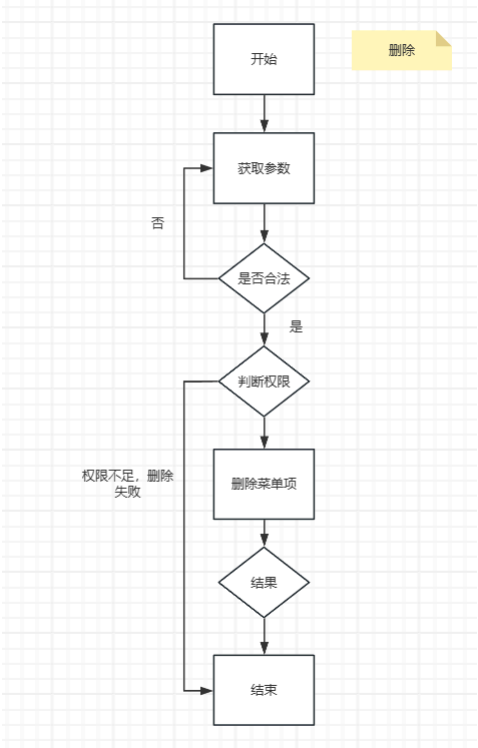 开始
删除
获取参数
否
是否合法
是
判断权限
权限不足，删除
失败
删除菜单项
结果
结束